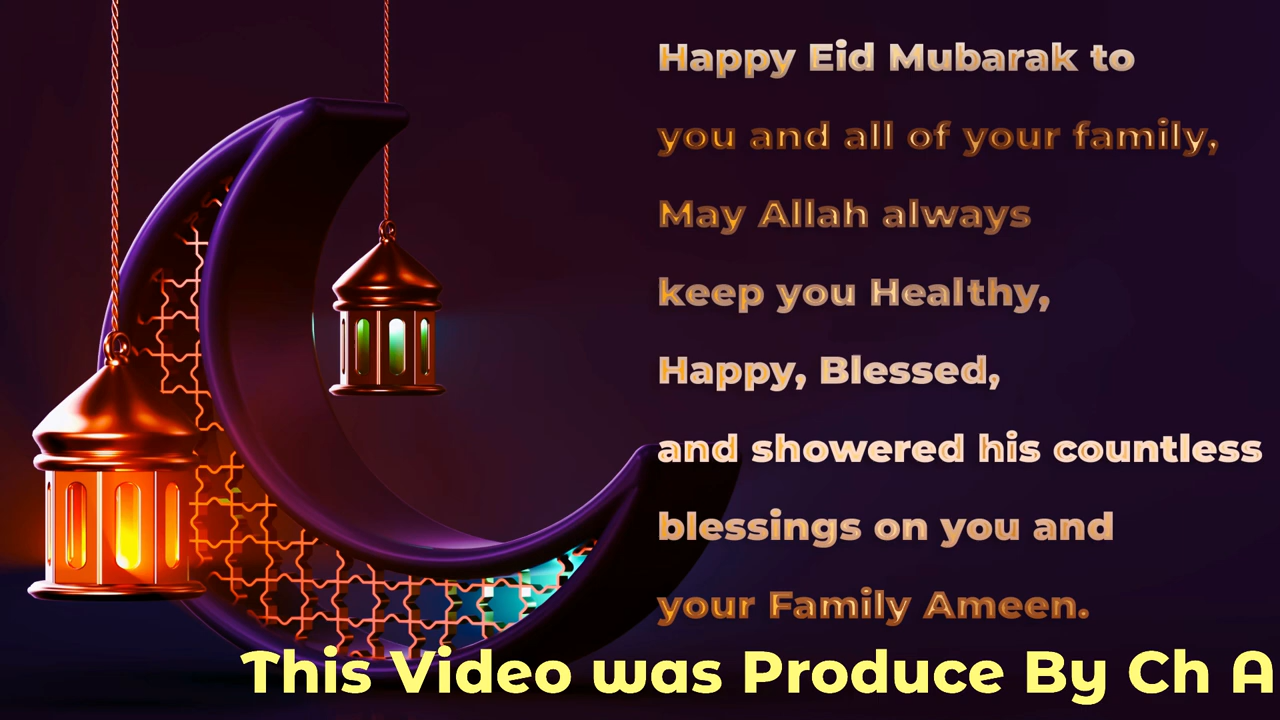 Happy Eid Mubarak to
you and all of your family,
May Allah always
keep you Healthy,
Happy, Blessed,
and showered his countless
blessings on you and
your Family Ameen.
This Video was Produce By Ch A